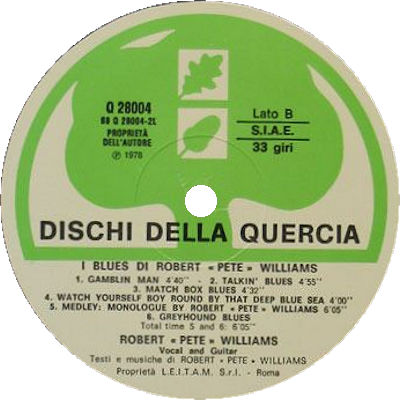 Q 28004
BB Q 28004-2L
PROPRIETÀ
DELL'AUTORE
℗ 1978
Lato B
S.I.A.E.
33 giri
DISCHI DELLA QUERCIA
I BLUES DI ROBERT «PETE» WILLIAMS
1. GAMBLIN MAN 4'40'' - 2. TALKIN' BLUES 4'55''
3. MATCH BOX BLUES 4'32''
4. WATCH YOURSELF BOY ROUND BY THAT DEEP BLUE SEA 4'00''
5. MEDLEY: MONOLOGUE BY ROBERT «PETE» WILLIAMS 6'05''
6. GREYHOUND BLUES
Total time 5 and 6: 6'05''
ROBERT «PETE» WILLIAMS
Vocal and Guitar
Testi e musiche di ROBERT «PETE» WILLIAMS
Proprietà L.E.I.T.A.M. S.r.l. - Roma